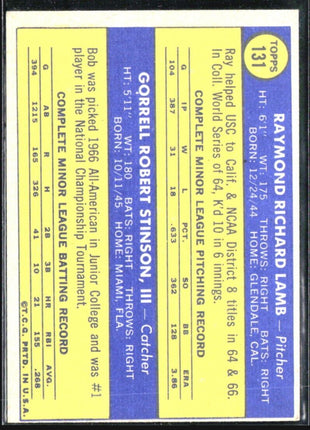 TOPPS
131
RAYMOND RICHARD LAMB — Pitcher
HT: 6'1" WT: 175 THROWS: RIGHT BATS: RIGHT
BORN: 12/24/44 HOME: GLENDALE, CAL.
Ray helped USC to Calif. & NCAA District 8 titles in 64 & 66.
In Coll. World Series of 64, K'd 10 in 6 innings.
COMPLETE MINOR LEAGUE PITCHING RECORD
G IP W L PCT. SO BB ERA
104 387 31 18 .633 362 128 3.86
GORRELL ROBERT STINSON, III — Catcher
HT: 5'11" WT: 180 BATS: RIGHT THROWS: RIGHT
BORN: 10/11/45 HOME: MIAMI, FLA.
Bob was picked 1966 All-American in Junior College and was #1
player in the National Championship Tournament.
COMPLETE MINOR LEAGUE BATTING RECORD
G AB R H 2B 3B HR RBI AVG.
394 1215 165 326 41 10 21 155 .268
©T.C.G. PRTD. IN U.S.A.